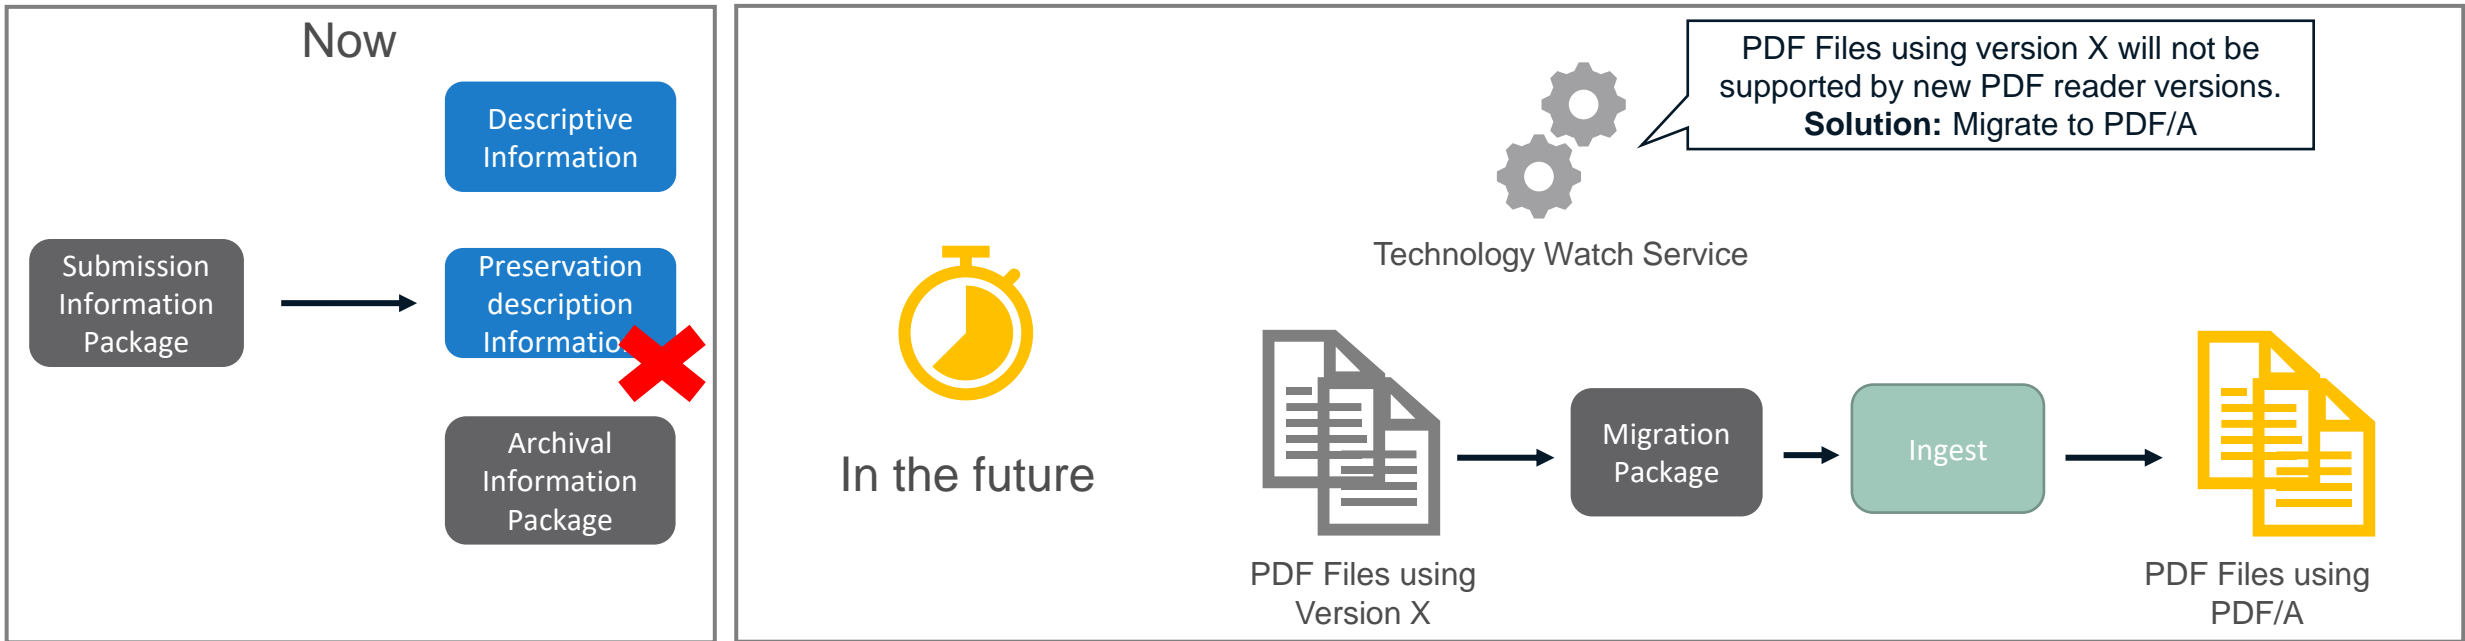 Now
Descriptive
Information
Submission
Information
Package
Preservation
description
Information
Archival
Information
Package
PDF Files using version X will not be
supported by new PDF reader versions.
Solution: Migrate to PDF/A
Technology Watch Service
In the future
PDF Files using
Version X
Migration
Package
Ingest
PDF Files using
PDF/A